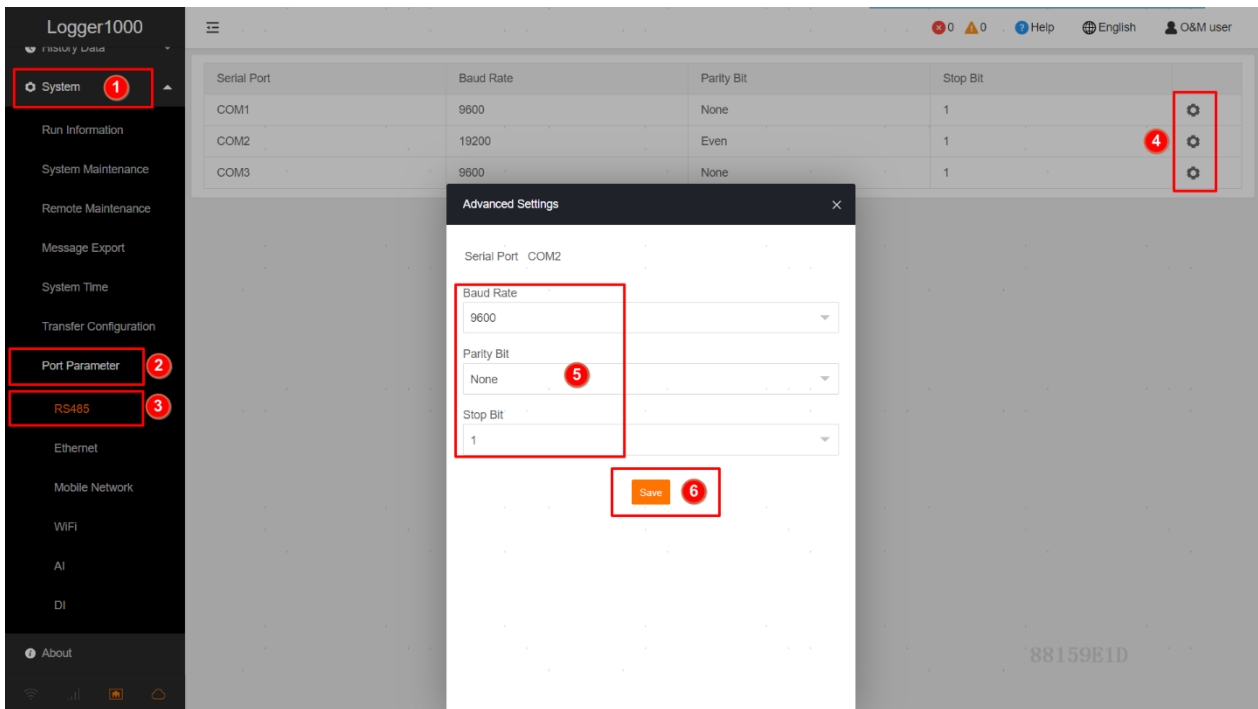 Logger1000
0 0 Help English O&M user
History Data
System 1
Run Information
System Maintenance
Remote Maintenance
Message Export
System Time
Transfer Configuration
Port Parameter 2
RS485 3
Ethernet
Mobile Network
WiFi
AI
DI
About
Serial Port Baud Rate Parity Bit Stop Bit
COM1 9600 None 1
COM2 19200 Even 1 4
COM3 9600 None 1
Advanced Settings
Serial Port COM2
Baud Rate
9600
Parity Bit
None 5
Stop Bit
1
Save 6
88159E1D